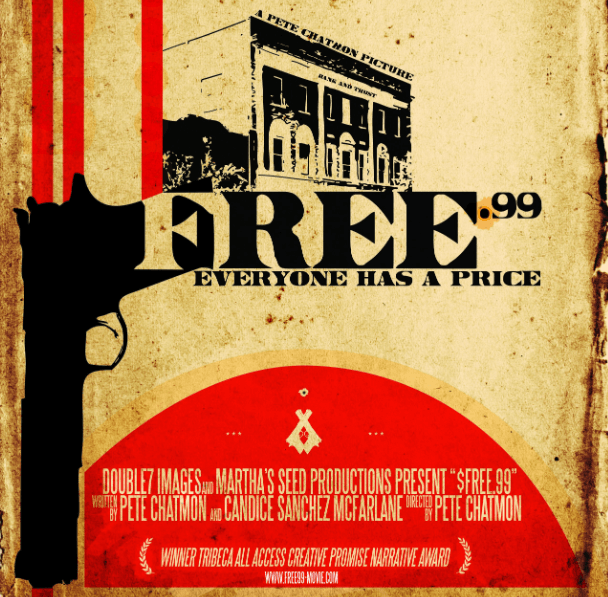 A PETE CHATMON PICTURE
BANK AND TRUST
FREE.99
EVERYONE HAS A PRICE
DOUBLE7 IMAGES AND MARTHA'S SEED PRODUCTIONS PRESENT "$FREE.99"
WRITTEN BY PETE CHATMON AND CANDICE SANCHEZ MCFARLANE DIRECTED BY PETE CHATMON
WINNER TRIBECA ALL ACCESS CREATIVE PROMISE NARRATIVE AWARD
WWW.FREE99-MOVIE.COM